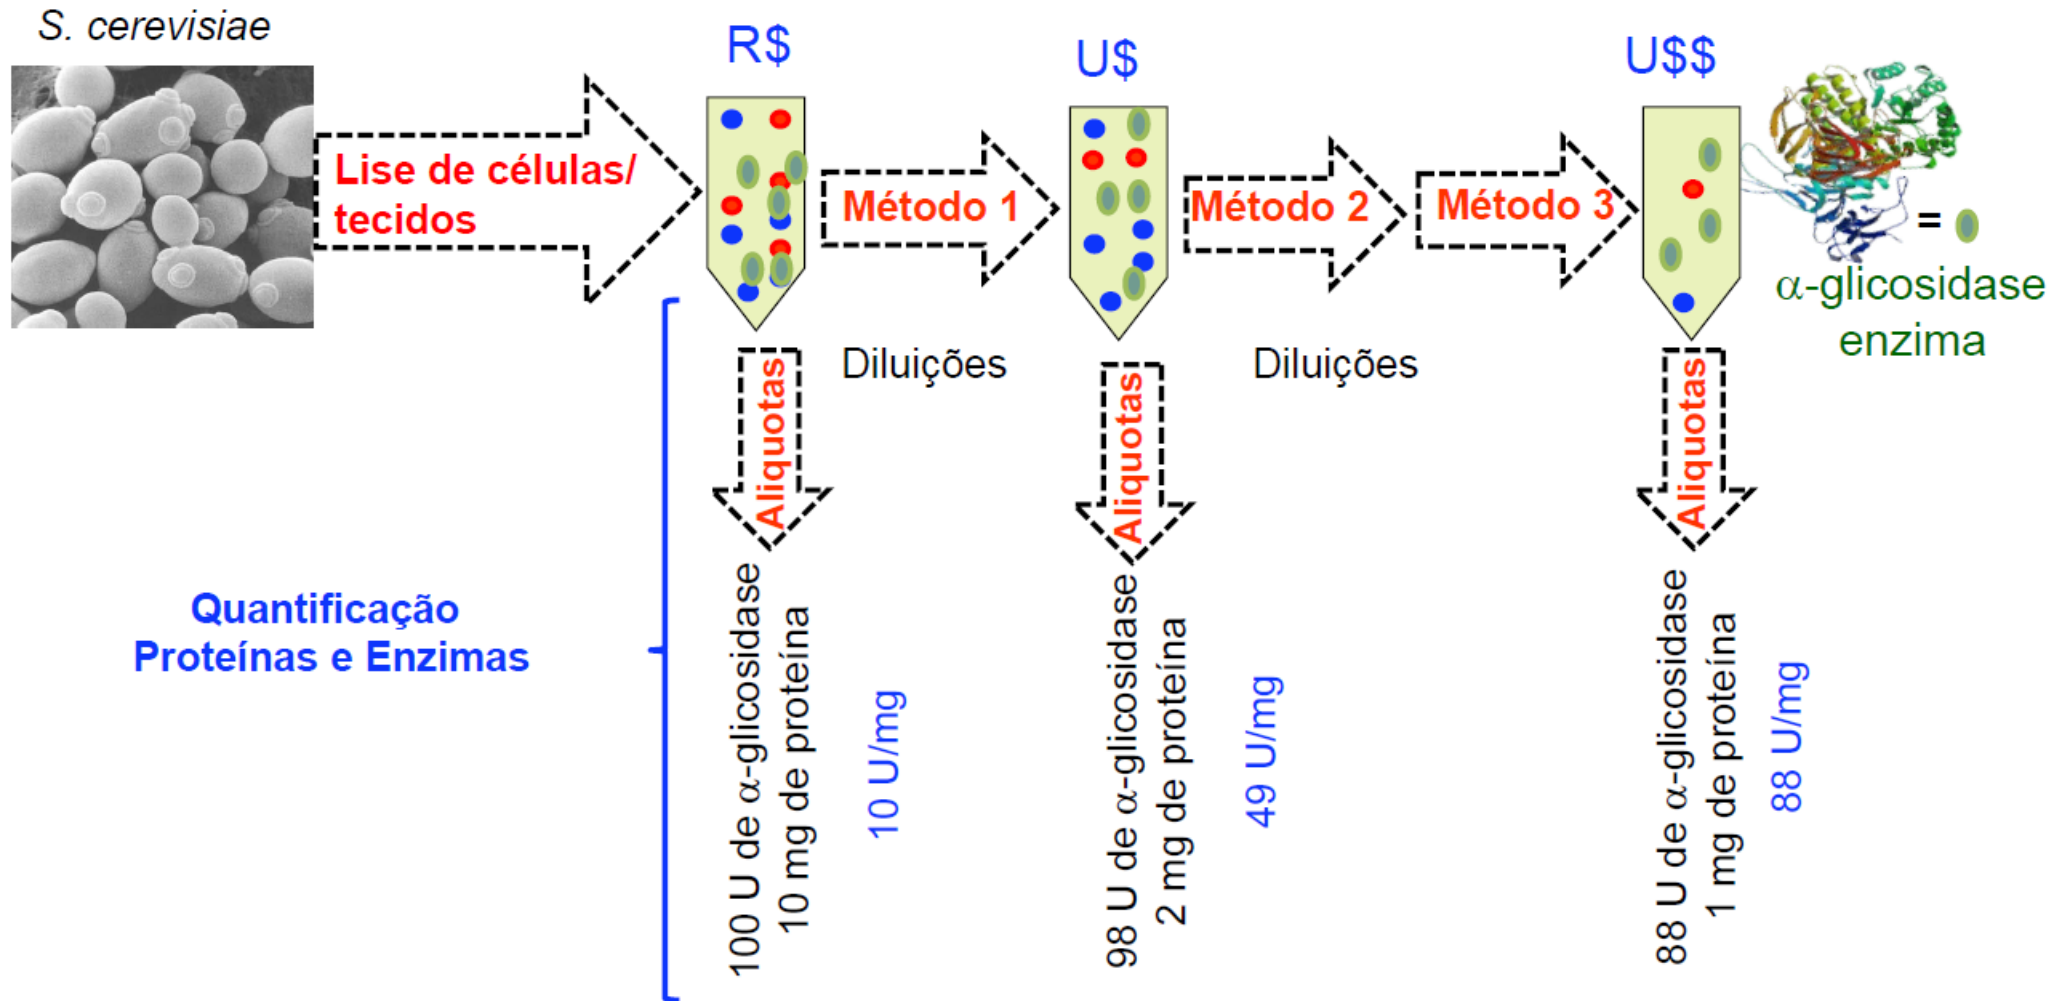 S. cerevisiae
R$
U$
U$$
Lise de células/
tecidos
Método 1
Método 2
Método 3
=
α-glicosidase
enzima
Diluições
Diluições
Aliquotas
Aliquotas
Aliquotas
Quantificação
Proteínas e Enzimas
100 U de α-glicosidase
10 mg de proteína
10 U/mg
98 U de α-glicosidase
2 mg de proteína
49 U/mg
88 U de α-glicosidase
1 mg de proteína
88 U/mg